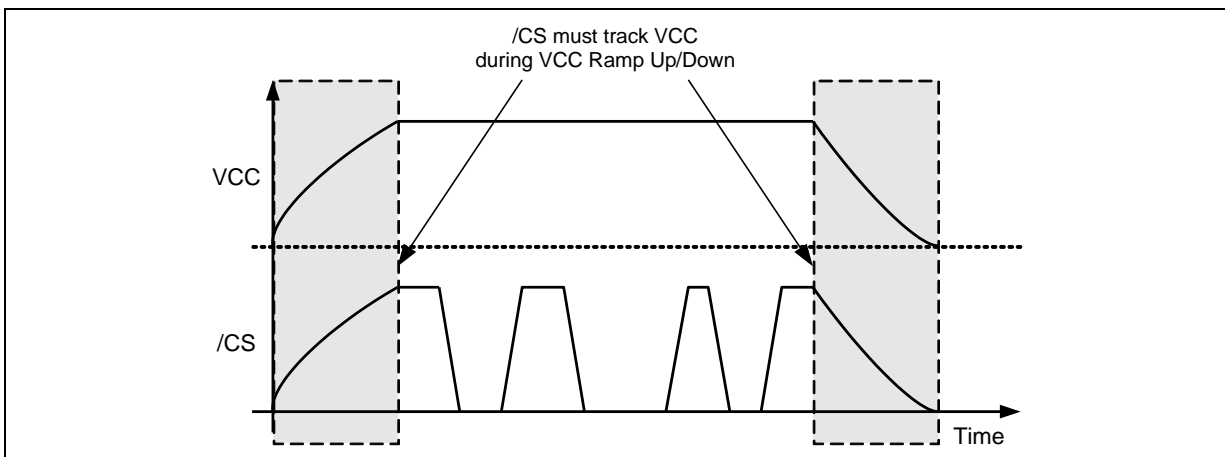 /CS must track VCC
during VCC Ramp Up/Down
VCC
/CS
Time